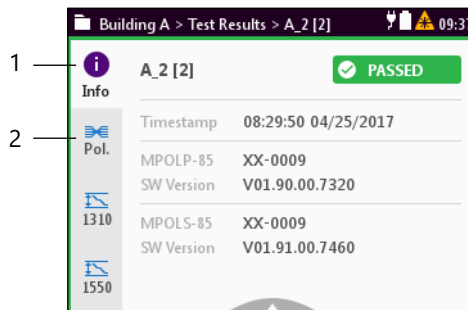 Building A > Test Results > A_2 [2] 09:37
1
Info
A_2 [2] PASSED
2
Pol.
Timestamp 08:29:50 04/25/2017
MPOLP-85 XX-0009
SW Version V01.90.00.7320
1310
MPOLS-85 XX-0009
SW Version V01.91.00.7460
1550